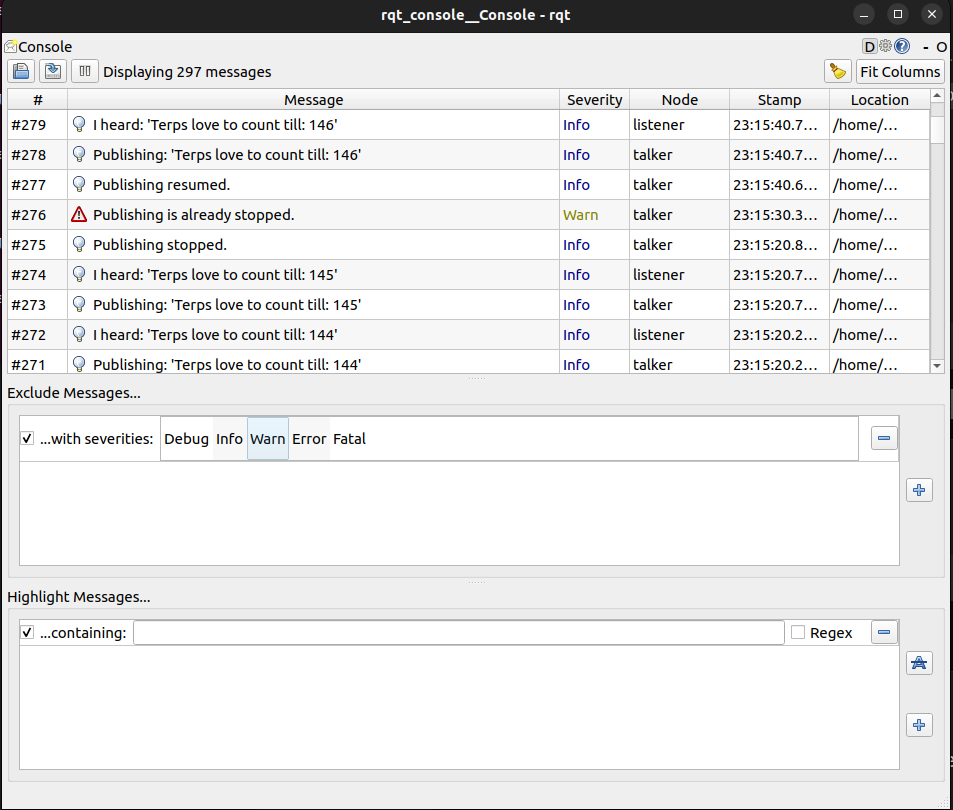 rqt_console__Console - rqt
Console D ? - O
Displaying 297 messages Fit Columns
# Message Severity Node Stamp Location
#279 I heard: 'Terps love to count till: 146' Info listener 23:15:40.7... /home/...
#278 Publishing: 'Terps love to count till: 146' Info talker 23:15:40.7... /home/...
#277 Publishing resumed. Info talker 23:15:40.6... /home/...
#276 Publishing is already stopped. Warn talker 23:15:30.3... /home/...
#275 Publishing stopped. Info talker 23:15:20.8... /home/...
#274 I heard: 'Terps love to count till: 145' Info listener 23:15:20.7... /home/...
#273 Publishing: 'Terps love to count till: 145' Info talker 23:15:20.7... /home/...
#272 I heard: 'Terps love to count till: 144' Info listener 23:15:20.2... /home/...
#271 Publishing: 'Terps love to count till: 144' Info talker 23:15:20.2... /home/...
Exclude Messages...
...with severities: Debug Info Warn Error Fatal
Highlight Messages...
...containing: Regex